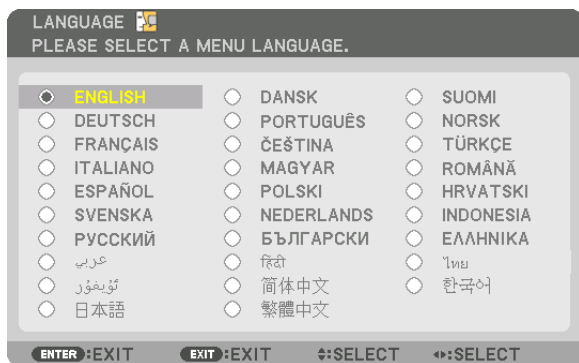 LANGUAGE
PLEASE SELECT A MENU LANGUAGE.
ENGLISH DANSK SUOMI
DEUTSCH PORTUGUÊS NORSK
FRANÇAIS ČEŠTINA TÜRKÇE
ITALIANO MAGYAR ROMÂNĂ
ESPAÑOL POLSKI HRVATSKI
SVENSKA NEDERLANDS INDONESIA
РУССКИЙ БЪЛГАРСКИ ΕΛΛΗΝΙΚΑ
عربي हिंदी ไทย
ئۇيغۇر 简体中文 한국어
日本語 繁體中文
ENTER :EXIT EXIT :EXIT :SELECT :SELECT